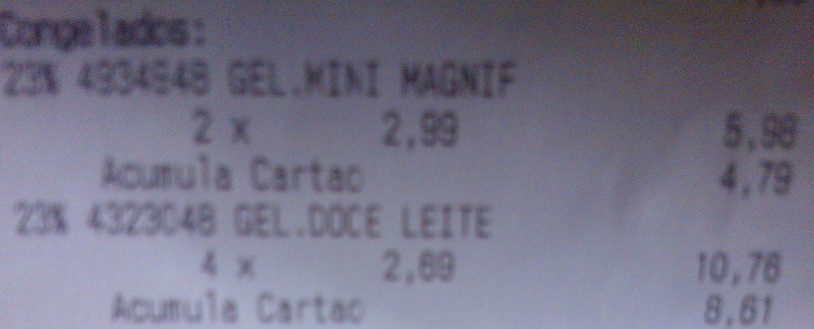 Congelados:
23% 4934848 GEL.MINI MAGNIF
2 x 2,99 5,98
Acumula Cartao 4,79
23% 4323048 GEL.DOCE LEITE
4 x 2,69 10,76
Acumula Cartao 8,61